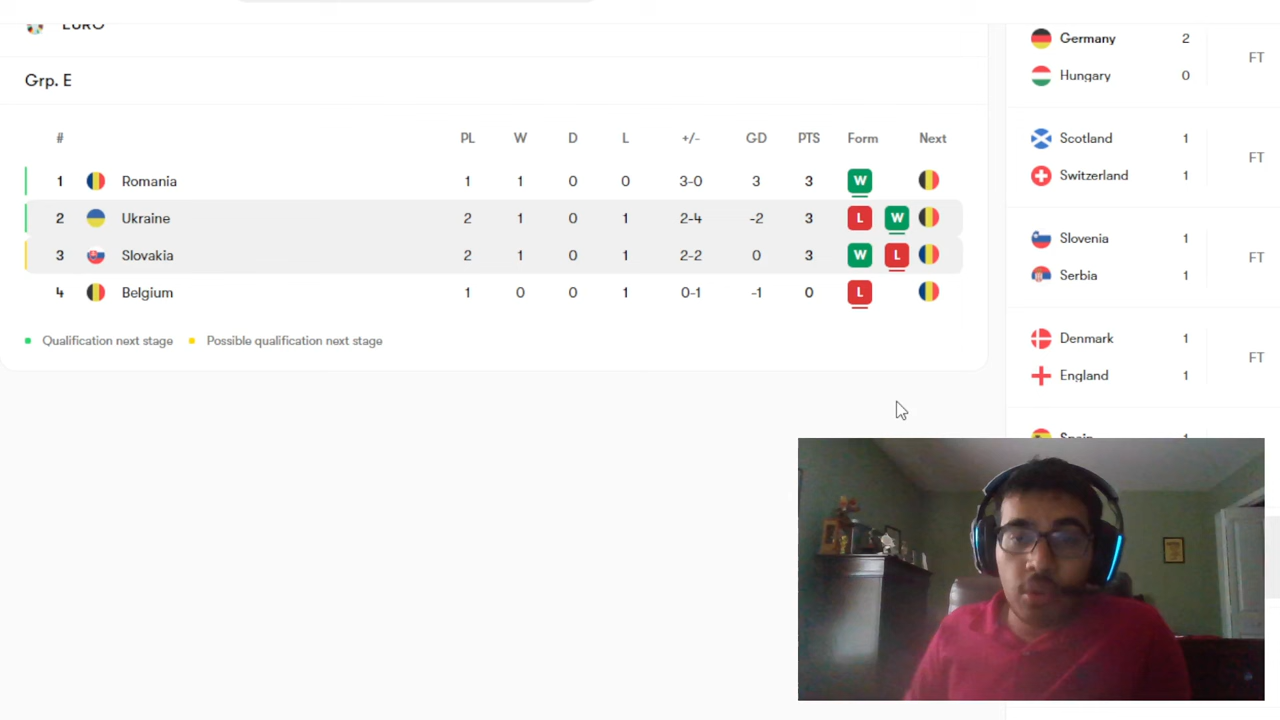 EURO
Grp. E
# PL W D L +/- GD PTS Form Next
1 Romania 1 1 0 0 3-0 3 3 W
2 Ukraine 2 1 0 1 2-4 -2 3 L W
3 Slovakia 2 1 0 1 2-2 0 3 W L
4 Belgium 1 0 0 1 0-1 -1 0 L
Qualification next stage Possible qualification next stage
Germany 2
FT
Hungary 0
Scotland 1
FT
Switzerland 1
Slovenia 1
FT
Serbia 1
Denmark 1
FT
England 1
Spain 1